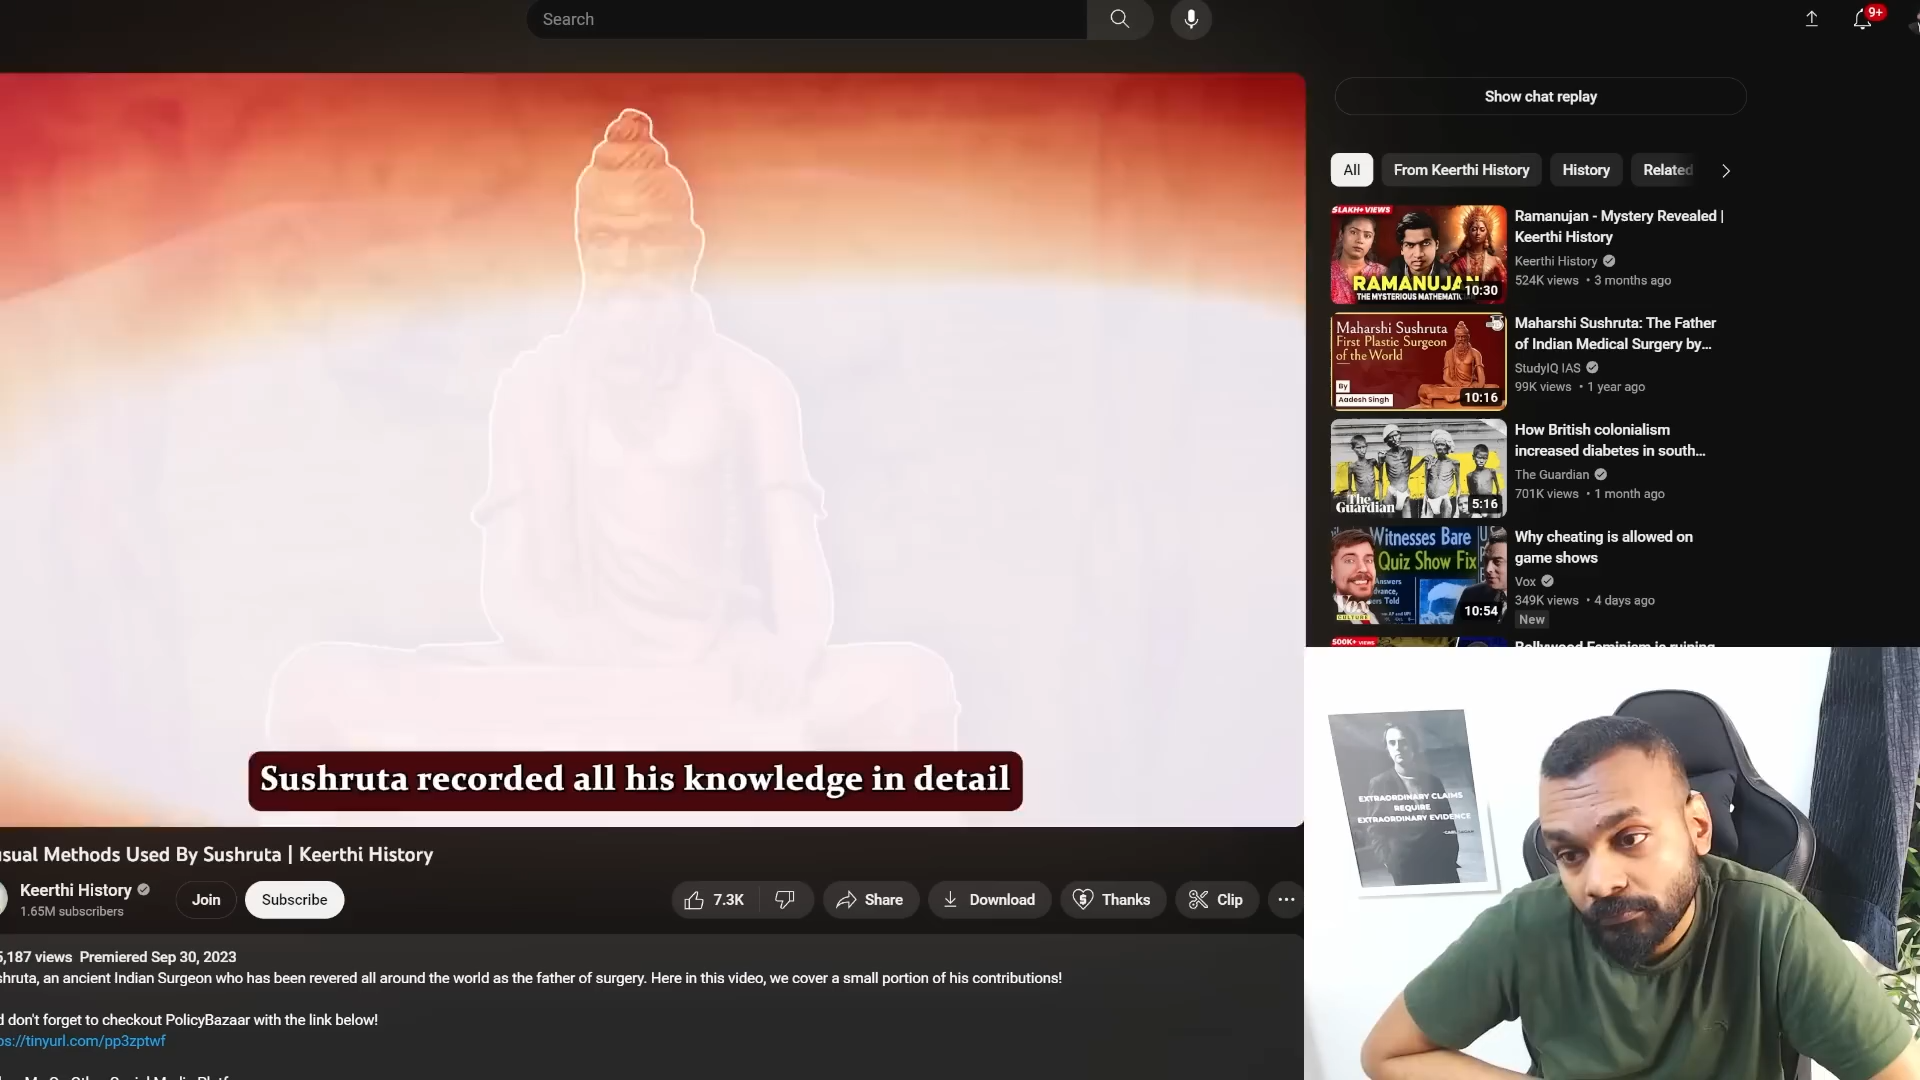 Search
9+
Show chat replay
All
From Keerthi History
History
Related
5LAKH+ VIEWS
RAMANUJAN
THE MYSTERIOUS
10:30
Ramanujan - Mystery Revealed |
Keerthi History
Keerthi History
524K views • 3 months ago
Maharshi Sushruta
First Plastic Surgeon
of the World
By
Aadesh Singh
10:16
Maharshi Sushruta: The Father
of Indian Medical Surgery by...
StudyIQ IAS
99K views • 1 year ago
The
Guardian
5:16
How British colonialism
increased diabetes in south...
The Guardian
701K views • 1 month ago
Witnesses Bare
Quiz Show Fix
Vox
10:54
Why cheating is allowed on
game shows
Vox
349K views • 4 days ago
New
500K+ VIEWS
Bollywood Feminism is ruining
Sushruta recorded all his knowledge in detail
Methods Used By Sushruta | Keerthi History
Keerthi History
1.65M subscribers
Join
Subscribe
7.3K
Share
Download
Thanks
Clip
5,187 views Premiered Sep 30, 2023
shruta, an ancient Indian Surgeon who has been revered all around the world as the father of surgery. Here in this video, we cover a small portion of his contributions!
don't forget to checkout PolicyBazaar with the link below!
ps://tinyurl.com/pp3zptwf
EXTRAORDINARY CLAIMS
REQUIRE
EXTRAORDINARY EVIDENCE